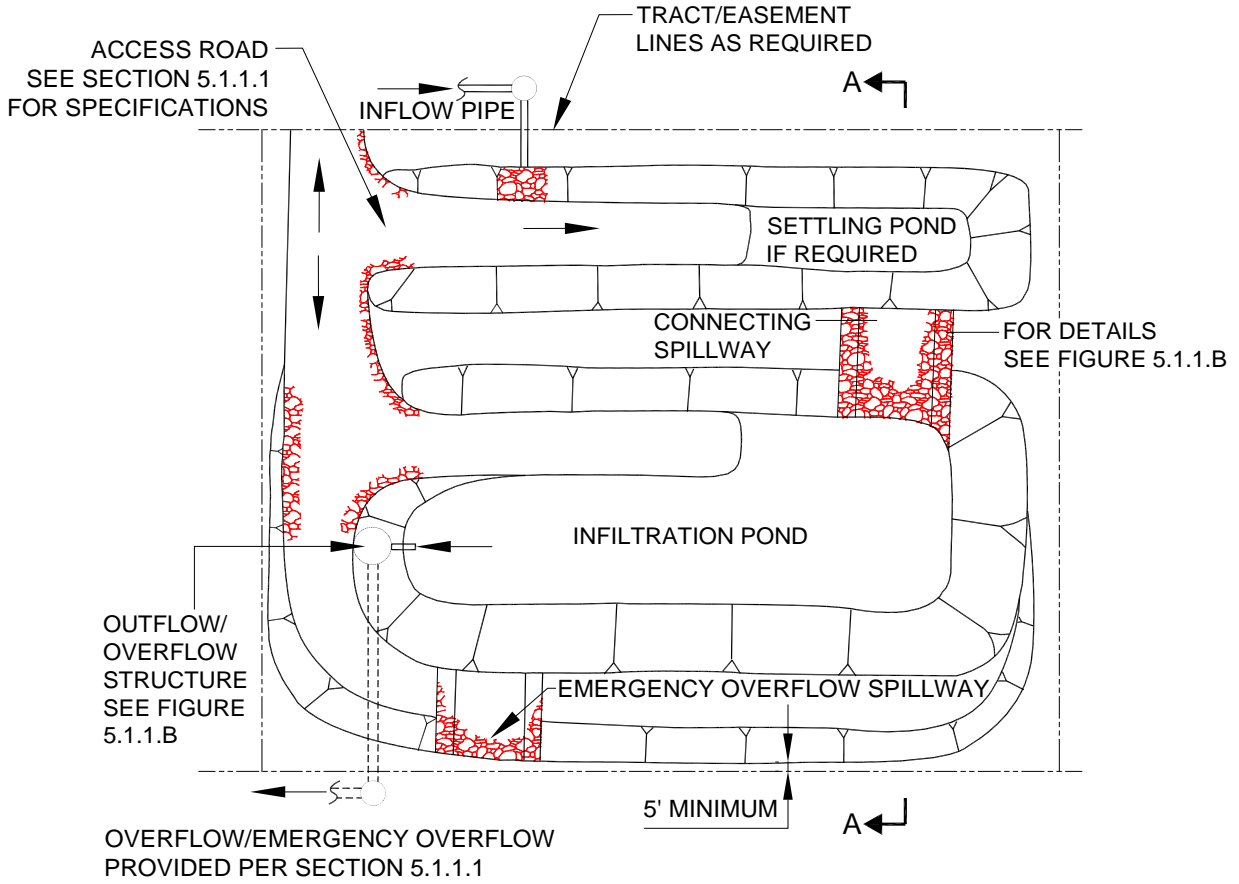 TRACT/EASEMENT
LINES AS REQUIRED
ACCESS ROAD
SEE SECTION 5.1.1.1
FOR SPECIFICATIONS
A
INFLOW PIPE
SETTLING POND
IF REQUIRED
CONNECTING
SPILLWAY
FOR DETAILS
SEE FIGURE 5.1.1.B
INFILTRATION POND
OUTFLOW/
OVERFLOW
STRUCTURE
SEE FIGURE
5.1.1.B
EMERGENCY OVERFLOW SPILLWAY
5' MINIMUM
A
OVERFLOW/EMERGENCY OVERFLOW
PROVIDED PER SECTION 5.1.1.1